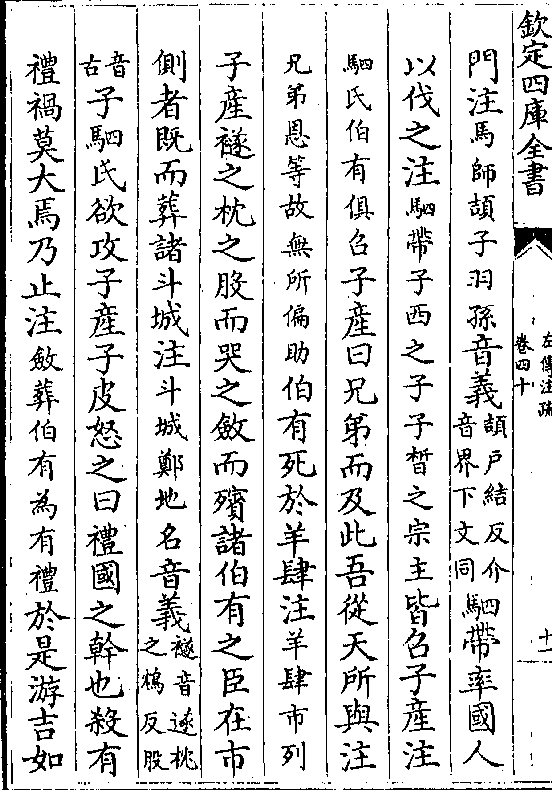 欽定四庫全書
左傳注疏
卷四十
十一
門注馬師頡子羽孫音義頡戶結反介音界下文同駟帶率國人
以伐之注駟帶子西之子子晳之宗主皆召子產注
駟氏伯有俱召子產曰兄弟而及此吾從天所與注
兄弟恩等故無所偏助伯有死於羊肆注羊肆市列
子產襚之枕之股而哭之斂而殯諸伯有之臣在市
側者既而葬諸斗城注斗城鄭地名音義襚音遂枕之鴆反股
音古子駟氏欲攻子產子皮怒之曰禮國之幹也殺有
禮禍莫大焉乃止注斂葬伯有為有禮於是游吉如